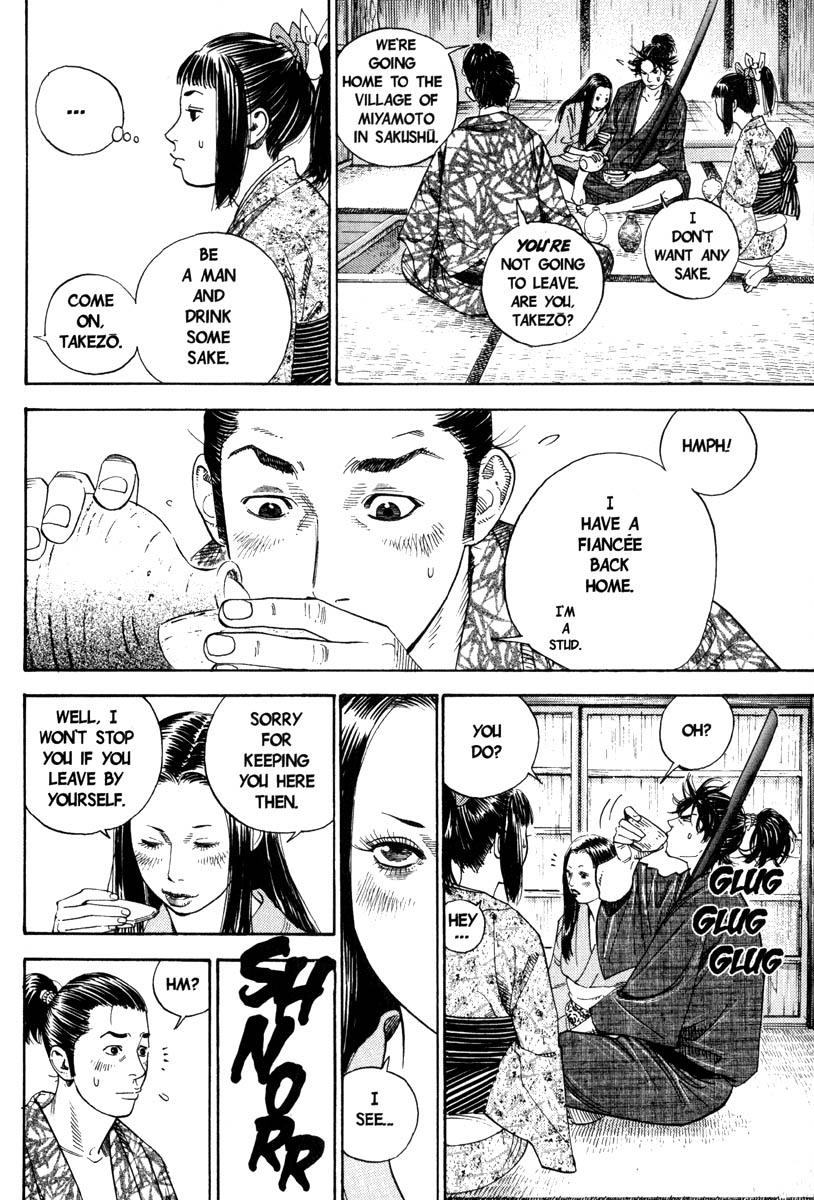 WE'RE
GOING
HOME TO THE
VILLAGE OF
MIYAMOTO
IN SAKUSHŪ.
I
DON'T
WANT ANY
SAKE.
YOU'RE
NOT GOING
TO LEAVE.
ARE YOU,
TAKEZŌ?
...
BE
A MAN
AND
DRINK
SOME
SAKE.
COME
ON,
TAKEZŌ.
HMPH!
I
HAVE A
FIANCÉE
BACK
HOME.
I'M
A
STUD.
OH?
YOU
DO?
GLUG
GLUG
GLUG
HEY
...
I
SEE...
SORRY
FOR
KEEPING
YOU HERE
THEN.
WELL, I
WON'T STOP
YOU IF YOU
LEAVE BY
YOURSELF.
SHNORR
HM?